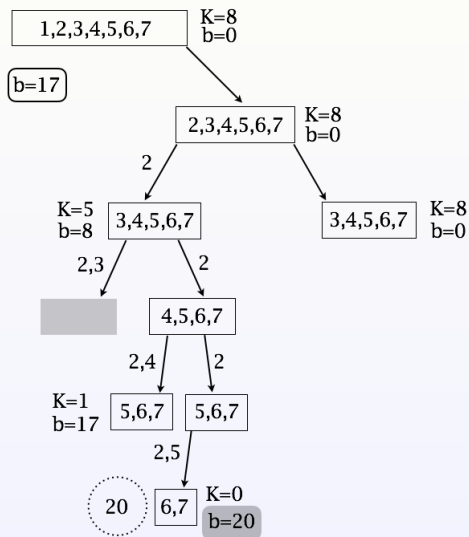 1,2,3,4,5,6,7
K=8
b=0
b=17
2,3,4,5,6,7
K=8
b=0
2
K=5
b=8
3,4,5,6,7
3,4,5,6,7
K=8
b=0
2,3
2
4,5,6,7
2,4
2
K=1
b=17
5,6,7
5,6,7
2,5
20
6,7
K=0
b=20